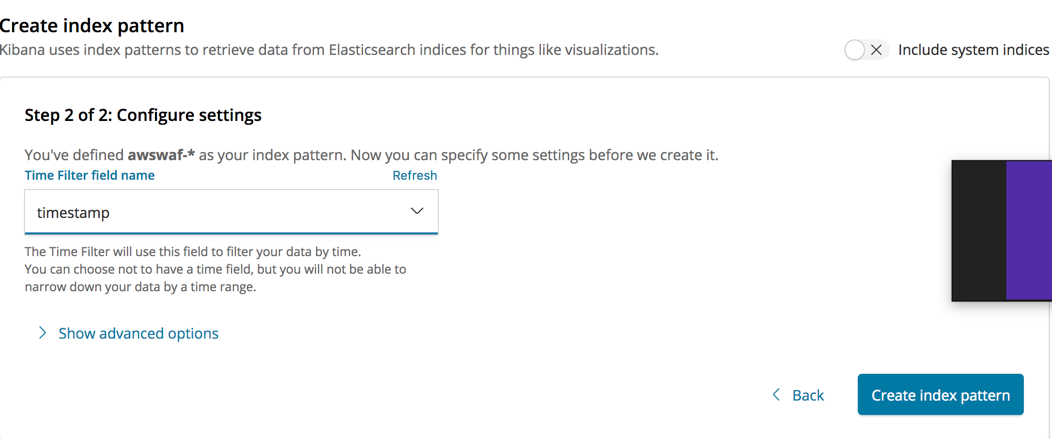 Create index pattern
Kibana uses index patterns to retrieve data from Elasticsearch indices for things like visualizations.
Include system indices
Step 2 of 2: Configure settings
You've defined awswaf-* as your index pattern. Now you can specify some settings before we create it.
Time Filter field name
Refresh
timestamp
The Time Filter will use this field to filter your data by time.
You can choose not to have a time field, but you will not be able to
narrow down your data by a time range.
Show advanced options
Back
Create index pattern